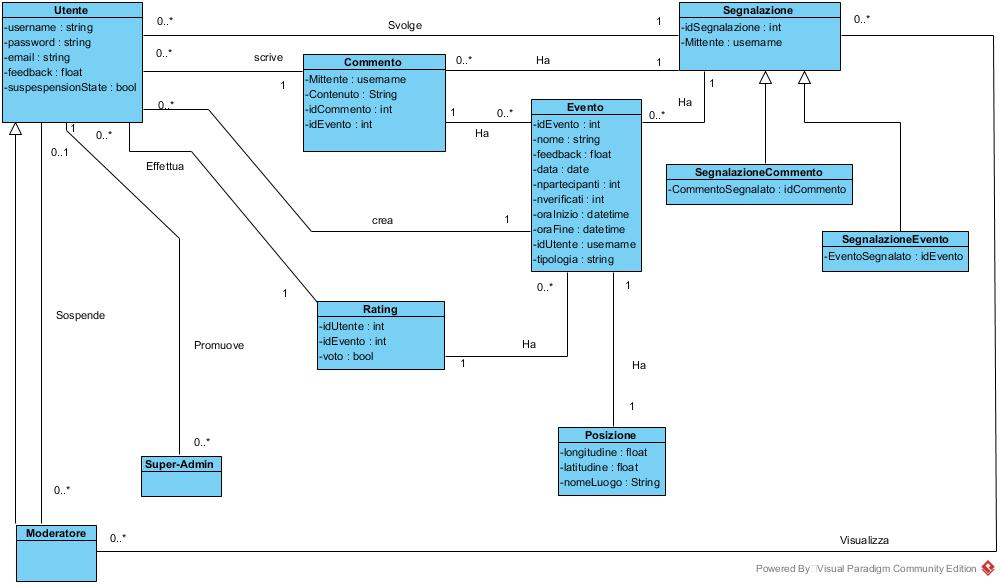 Utente
-username : string
-password : string
-email : string
-feedback : float
-suspespensionState : bool
0..*
Svolge
1
0..*
scrive
1
Commento
-Mittente : username
-Contenuto : String
-idCommento : int
-idEvento : int
0..*
Ha
1
Segnalazione
-idSegnalazione : int
-Mittente : username
0..*
1
Ha
0..*
1
Ha
0..*
Evento
-idEvento : int
-nome : string
-feedback : float
-data : date
-npartecipanti : int
-nverificati : int
-oraInizio : datetime
-oraFine : datetime
-idUtente : username
-tipologia : string
SegnalazioneCommento
-CommentoSegnalato : idCommento
SegnalazioneEvento
-EventoSegnalato : idEvento
0..*
crea
1
1
0..1
0..*
Effettua
1
Rating
-idUtente : int
-idEvento : int
-voto : bool
1
Ha
0..*
1
Ha
1
Posizione
-longitudine : float
-latitudine : float
-nomeLuogo : String
Sospende
Promuove
0..*
Super-Admin
0..*
Moderatore
0..*
Visualizza
Powered By Visual Paradigm Community Edition